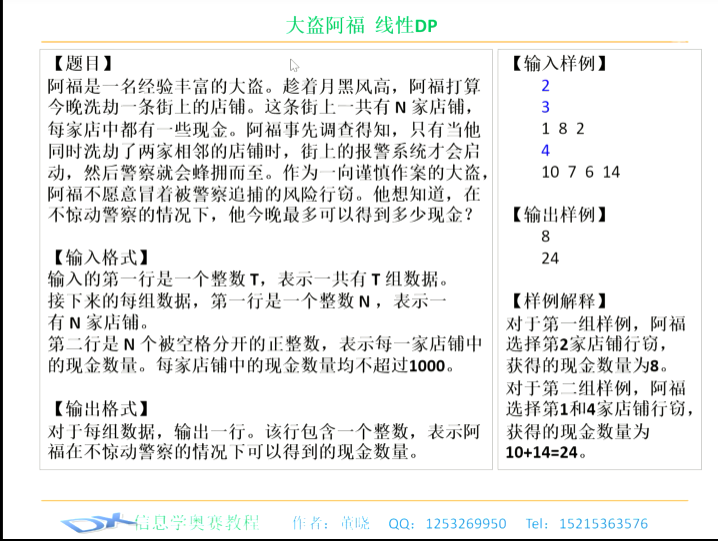 大盗阿福 线性DP
【题目】
阿福是一名经验丰富的大盗。趁着月黑风高，阿福打算
今晚洗劫一条街上的店铺。这条街上一共有 N 家店铺，
每家店中都有一些现金。阿福事先调查得知，只有当他
同时洗劫了两家相邻的店铺时，街上的报警系统才会启
动，然后警察就会蜂拥而至。作为一向谨慎作案的大盗，
阿福不愿意冒着被警察追捕的风险行窃。他想知道，在
不惊动警察的情况下，他今晚最多可以得到多少现金？
【输入格式】
输入的第一行是一个整数 T，表示一共有 T 组数据。
接下来的每组数据，第一行是一个整数 N ，表示一
有 N 家店铺。
第二行是 N 个被空格分开的正整数，表示每一家店铺中
的现金数量。每家店铺中的现金数量均不超过1000。
【输出格式】
对于每组数据，输出一行。该行包含一个整数，表示阿
福在不惊动警察的情况下可以得到的现金数量。
【输入样例】
2
3
1 8 2
4
10 7 6 14
【输出样例】
8
24
【样例解释】
对于第一组样例，阿福
选择第2家店铺行窃，
获得的现金数量为8。
对于第二组样例，阿福
选择第1和4家店铺行窃，
获得的现金数量为
10+14=24。
信息学奥赛教程 作者：董晓 QQ：1253269950 Tel：15215363576